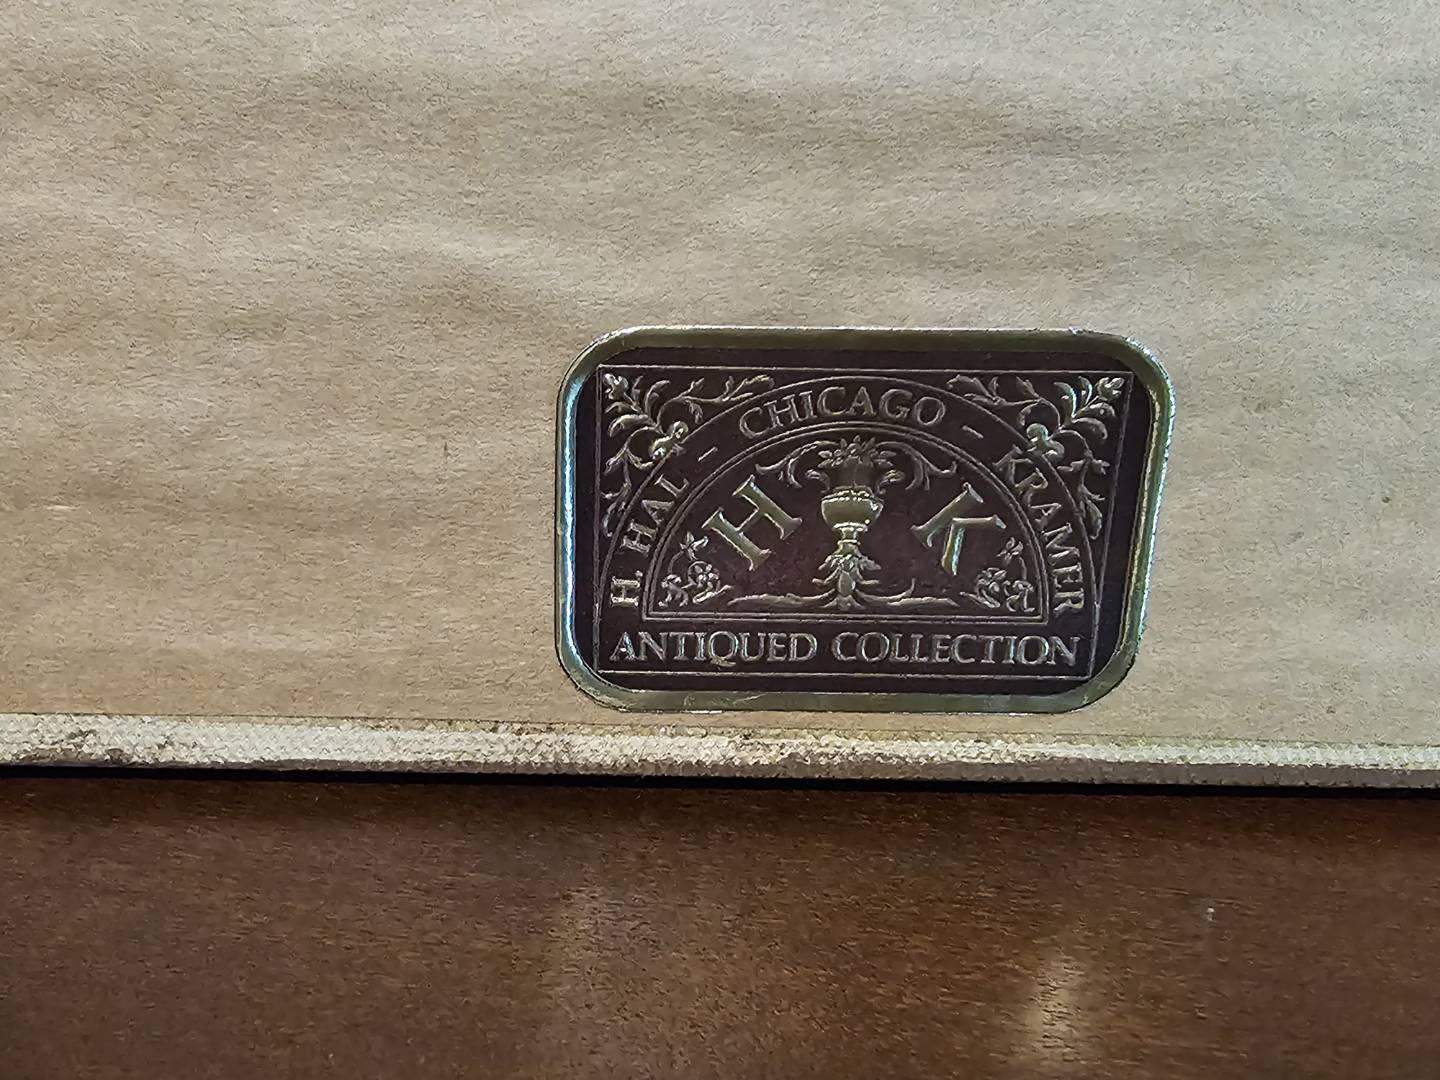 H. HAL - CHICAGO - KRAMER
H K
ANTIQUED COLLECTION